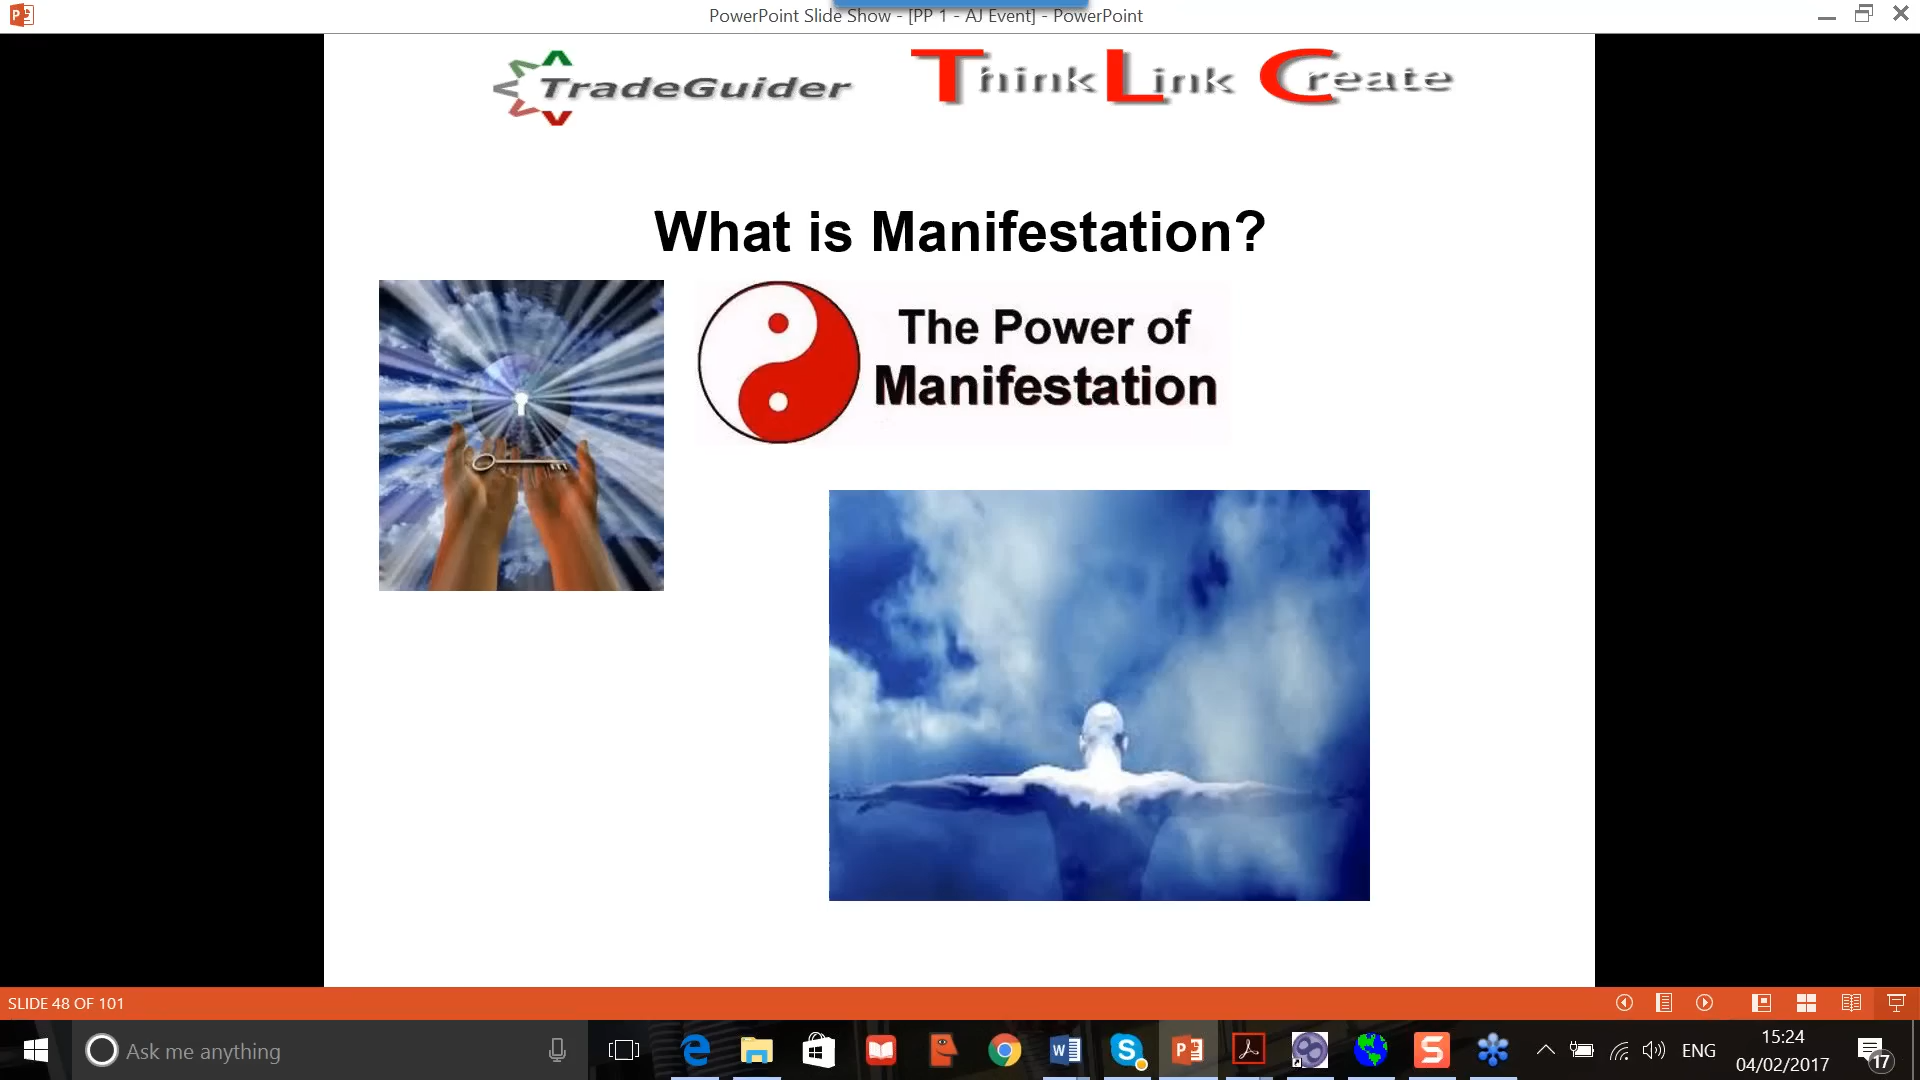 PowerPoint Slide Show - [PP 1 - AJ Event] - PowerPoint
TradeGuider
Think Link Create
What is Manifestation?
The Power of
Manifestation
SLIDE 48 OF 101
Ask me anything
ENG
15:24
04/02/2017
17